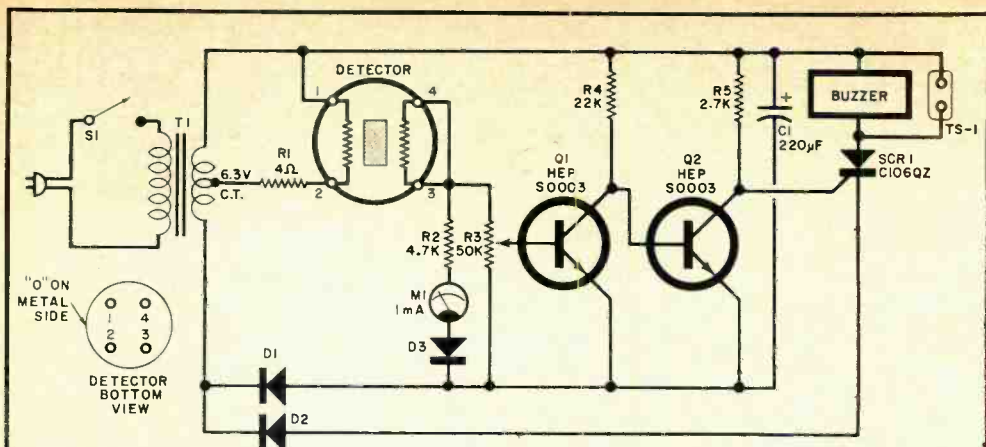 S1
T1
6.3V
C.T.
R1
4Ω
DETECTOR
1
4
2
3
R2
4.7K
R3
50K
M1
1mA
D3
R4
22K
Q1
HEP
S0003
R5
2.7K
Q2
HEP
S0003
+
C1
220µF
BUZZER
TS-1
SCR1
C106QZ
"O" ON
METAL
SIDE
1 4
2 3
DETECTOR
BOTTOM
VIEW
D1
D2